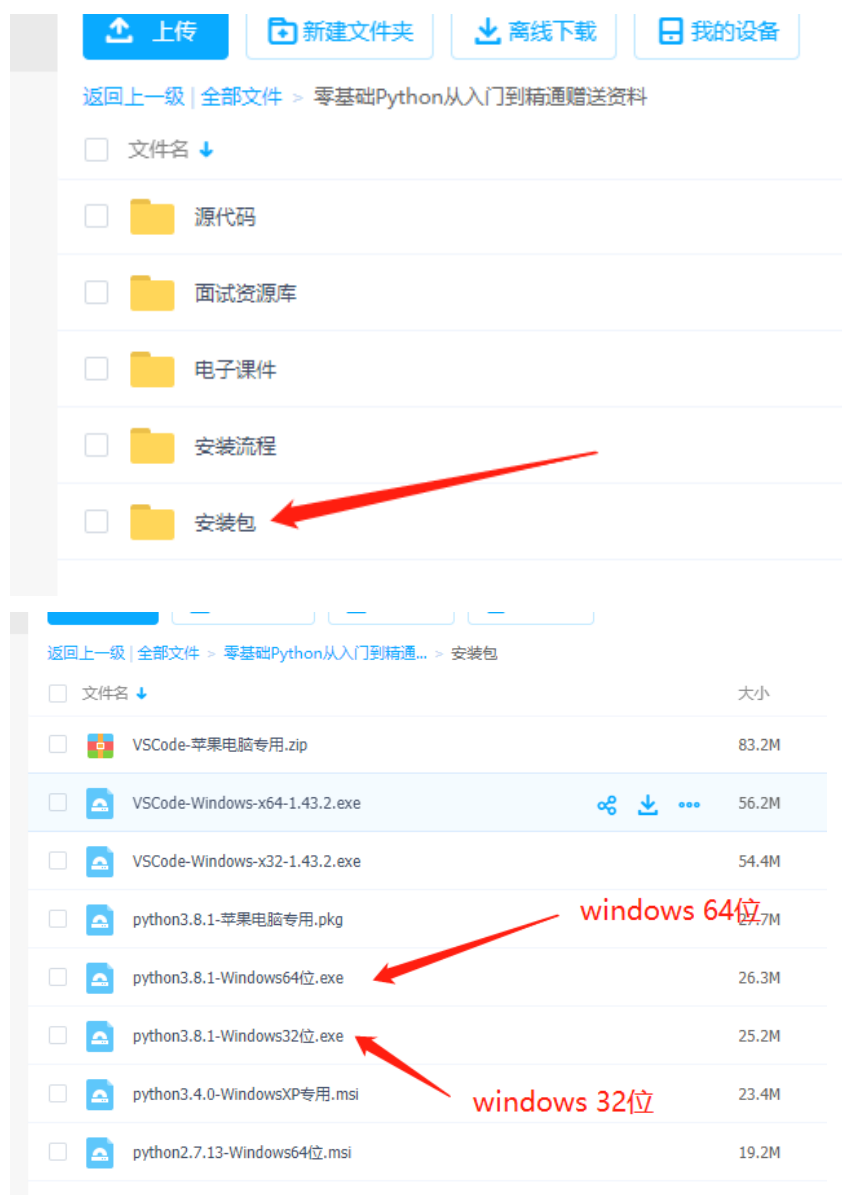 上传 新建文件夹 离线下载 我的设备
返回上一级 | 全部文件 > 零基础Python从入门到精通赠送资料
文件名
源代码
面试资源库
电子课件
安装流程
安装包
返回上一级 | 全部文件 > 零基础Python从入门到精通... > 安装包
文件名 大小
VSCode-苹果电脑专用.zip 83.2M
VSCode-Windows-x64-1.43.2.exe 56.2M
VSCode-Windows-x32-1.43.2.exe 54.4M
windows 64位
python3.8.1-苹果电脑专用.pkg 27.7M
python3.8.1-Windows64位.exe 26.3M
python3.8.1-Windows32位.exe 25.2M
python3.4.0-WindowsXP专用.msi 23.4M
windows 32位
python2.7.13-Windows64位.msi 19.2M